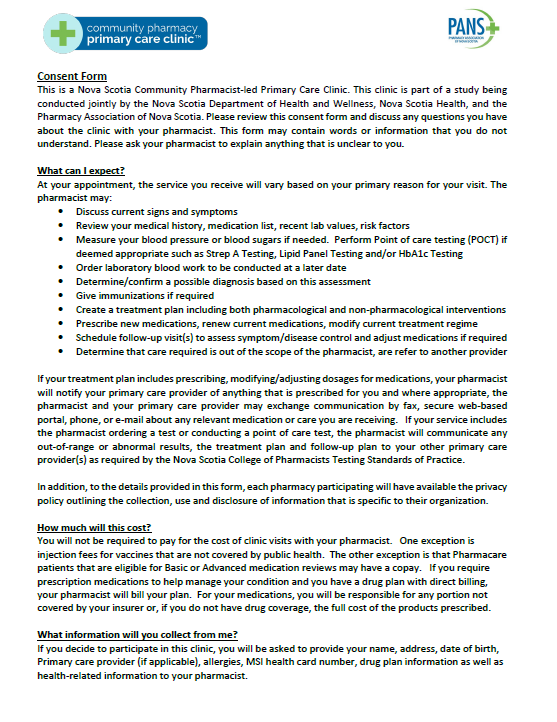 community pharmacy
primary care clinic™
PANS
PHARMACY ASSOCIATION
OF NOVA SCOTIA
Consent Form
This is a Nova Scotia Community Pharmacist-led Primary Care Clinic. This clinic is part of a study being
conducted jointly by the Nova Scotia Department of Health and Wellness, Nova Scotia Health, and the
Pharmacy Association of Nova Scotia. Please review this consent form and discuss any questions you have
about the clinic with your pharmacist. This form may contain words or information that you do not
understand. Please ask your pharmacist to explain anything that is unclear to you.
What can I expect?
At your appointment, the service you receive will vary based on your primary reason for your visit. The
pharmacist may:
• Discuss current signs and symptoms
• Review your medical history, medication list, recent lab values, risk factors
• Measure your blood pressure or blood sugars if needed. Perform Point of care testing (POCT) if
deemed appropriate such as Strep A Testing, Lipid Panel Testing and/or HbA1c Testing
• Order laboratory blood work to be conducted at a later date
• Determine/confirm a possible diagnosis based on this assessment
• Give immunizations if required
• Create a treatment plan including both pharmacological and non-pharmacological interventions
• Prescribe new medications, renew current medications, modify current treatment regime
• Schedule follow-up visit(s) to assess symptom/disease control and adjust medications if required
• Determine that care required is out of the scope of the pharmacist, are refer to another provider
If your treatment plan includes prescribing, modifying/adjusting dosages for medications, your pharmacist
will notify your primary care provider of anything that is prescribed for you and where appropriate, the
pharmacist and your primary care provider may exchange communication by fax, secure web-based
portal, phone, or e-mail about any relevant medication or care you are receiving. If your service includes
the pharmacist ordering a test or conducting a point of care test, the pharmacist will communicate any
out-of-range or abnormal results, the treatment plan and follow-up plan to your other primary care
provider(s) as required by the Nova Scotia College of Pharmacists Testing Standards of Practice.
In addition, to the details provided in this form, each pharmacy participating will have available the privacy
policy outlining the collection, use and disclosure of information that is specific to their organization.
How much will this cost?
You will not be required to pay for the cost of clinic visits with your pharmacist. One exception is
injection fees for vaccines that are not covered by public health. The other exception is that Pharmacare
patients that are eligible for Basic or Advanced medication reviews may have a copay. If you require
prescription medications to help manage your condition and you have a drug plan with direct billing,
your pharmacist will bill your plan. For your medications, you will be responsible for any portion not
covered by your insurer or, if you do not have drug coverage, the full cost of the products prescribed.
What information will you collect from me?
If you decide to participate in this clinic, you will be asked to provide your name, address, date of birth,
Primary care provider (if applicable), allergies, MSI health card number, drug plan information as well as
health-related information to your pharmacist.